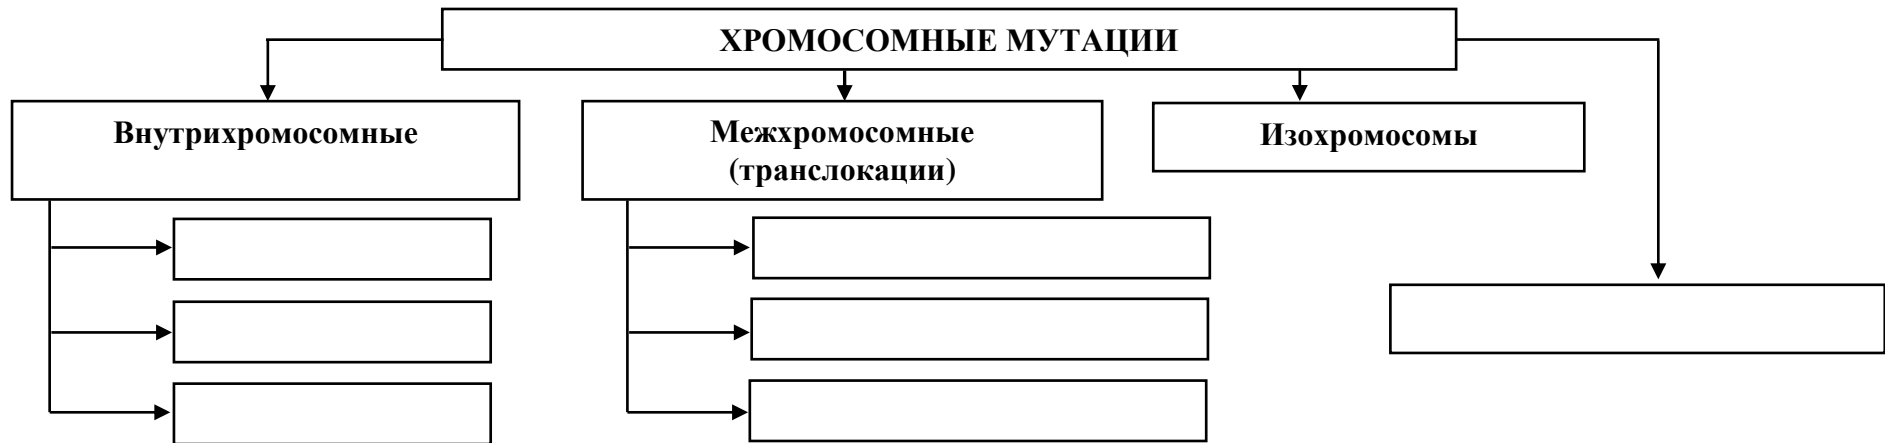 ХРОМОСОМНЫЕ МУТАЦИИ
Внутрихромосомные
Межхромосомные
(транслокации)
Изохромосомы